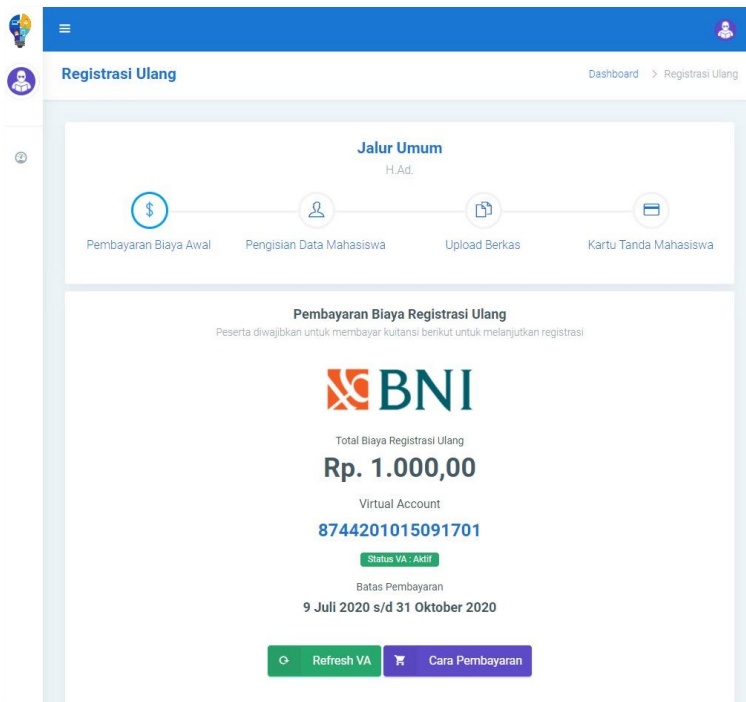 Registrasi Ulang
Dashboard > Registrasi Ulang
Jalur Umum
H.Ad.
Pembayaran Biaya Awal
Pengisian Data Mahasiswa
Upload Berkas
Kartu Tanda Mahasiswa
Pembayaran Biaya Registrasi Ulang
Peserta diwajibkan untuk membayar kuitansi berikut untuk melanjutkan registrasi
BNI
Total Biaya Registrasi Ulang
Rp. 1.000,00
Virtual Account
8744201015091701
Status VA : Aktif
Batas Pembayaran
9 Juli 2020 s/d 31 Oktober 2020
Refresh VA
Cara Pembayaran